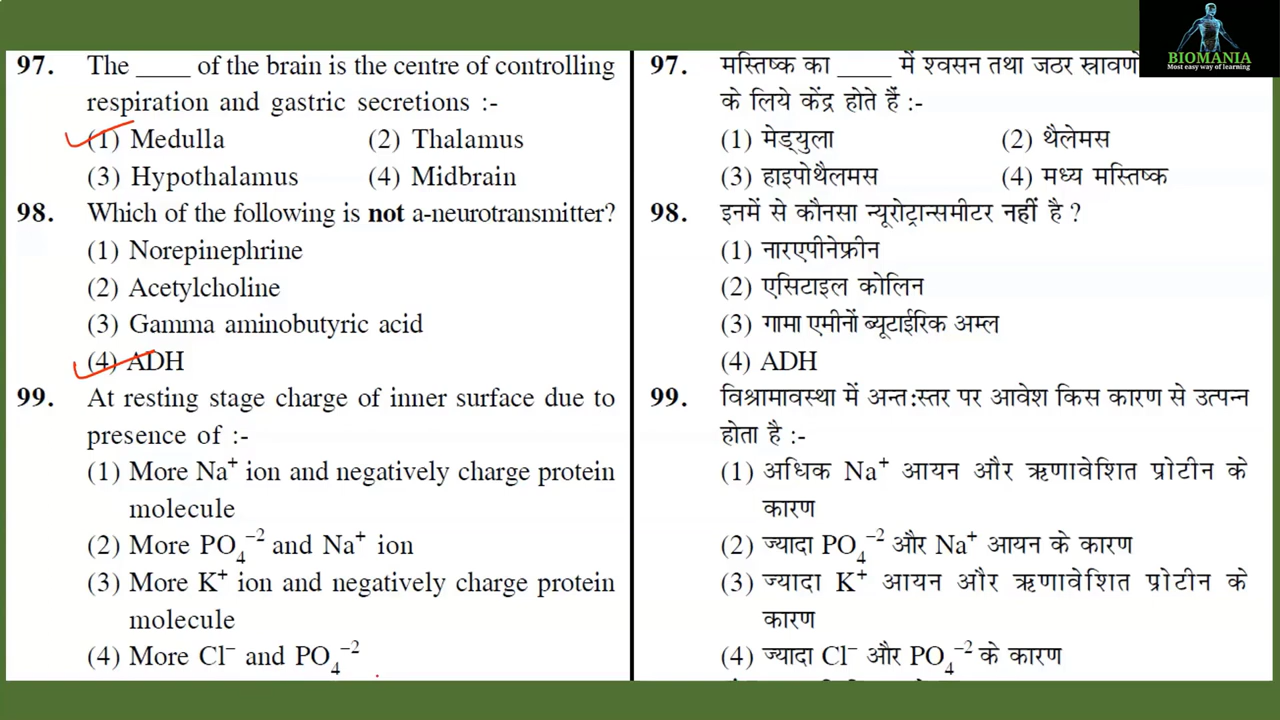 BIOMANIA
Most easy way of learning
97. The ____ of the brain is the centre of controlling
respiration and gastric secretions :-
(1) Medulla (2) Thalamus
(3) Hypothalamus (4) Midbrain
98. Which of the following is not a-neurotransmitter?
(1) Norepinephrine
(2) Acetylcholine
(3) Gamma aminobutyric acid
(4) ADH
99. At resting stage charge of inner surface due to
presence of :-
(1) More Na⁺ ion and negatively charge protein
molecule
(2) More PO₄⁻² and Na⁺ ion
(3) More K⁺ ion and negatively charge protein
molecule
(4) More Cl⁻ and PO₄⁻²
97. मस्तिष्क का ____ में श्वसन तथा जठर स्रावणों
के लिये केंद्र होते हैं :-
(1) मेड्युला (2) थैलेमस
(3) हाइपोथैलमस (4) मध्य मस्तिष्क
98. इनमें से कौनसा न्यूरोट्रान्समीटर नहीं है ?
(1) नारएपीनेफ्रीन
(2) एसिटाइल कोलिन
(3) गामा एमीनों ब्यूटाईरिक अम्ल
(4) ADH
99. विश्रामावस्था में अन्तःस्तर पर आवेश किस कारण से उत्पन्न
होता है :-
(1) अधिक Na⁺ आयन और ऋणावेशित प्रोटीन के
कारण
(2) ज्यादा PO₄⁻² और Na⁺ आयन के कारण
(3) ज्यादा K⁺ आयन और ऋणावेशित प्रोटीन के
कारण
(4) ज्यादा Cl⁻ और PO₄⁻² के कारण